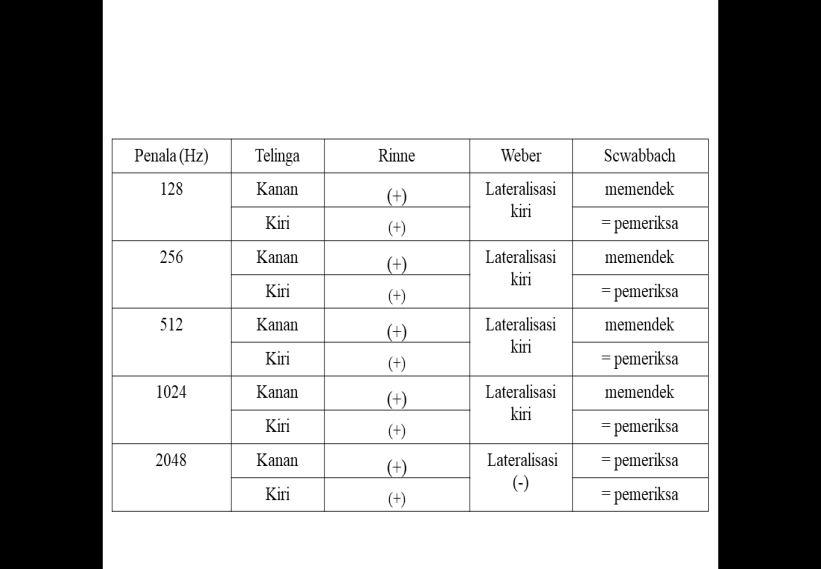 Penala (Hz) Telinga Rinne Weber Scwabbach
128 Kanan (+) Lateralisasi kiri memendek
Kiri (+) = pemeriksa
256 Kanan (+) Lateralisasi kiri memendek
Kiri (+) = pemeriksa
512 Kanan (+) Lateralisasi kiri memendek
Kiri (+) = pemeriksa
1024 Kanan (+) Lateralisasi kiri memendek
Kiri (+) = pemeriksa
2048 Kanan (+) Lateralisasi (-) = pemeriksa
Kiri (+) = pemeriksa